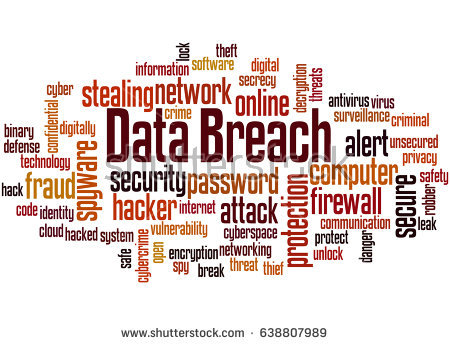 lock
theft
information
software
digital
secrecy
decryption
threats
cyber
stealing
network
online
antivirus
virus
confidential
crime
surveillance
criminal
binary
digitally
Data Breach
alert
unsecured
defense
privacy
technology
spyware
security
password
computer
safety
hack
fraud
protection
firewall
secure
robber
code
identity
hacker
internet
attack
communication
leak
cloud
hacked
system
vulnerability
cyberspace
protect
danger
safe
cybercrime
open
encryption
networking
unlock
spy
break
threat
thief
shutterstock
www.shutterstock.com · 638807989